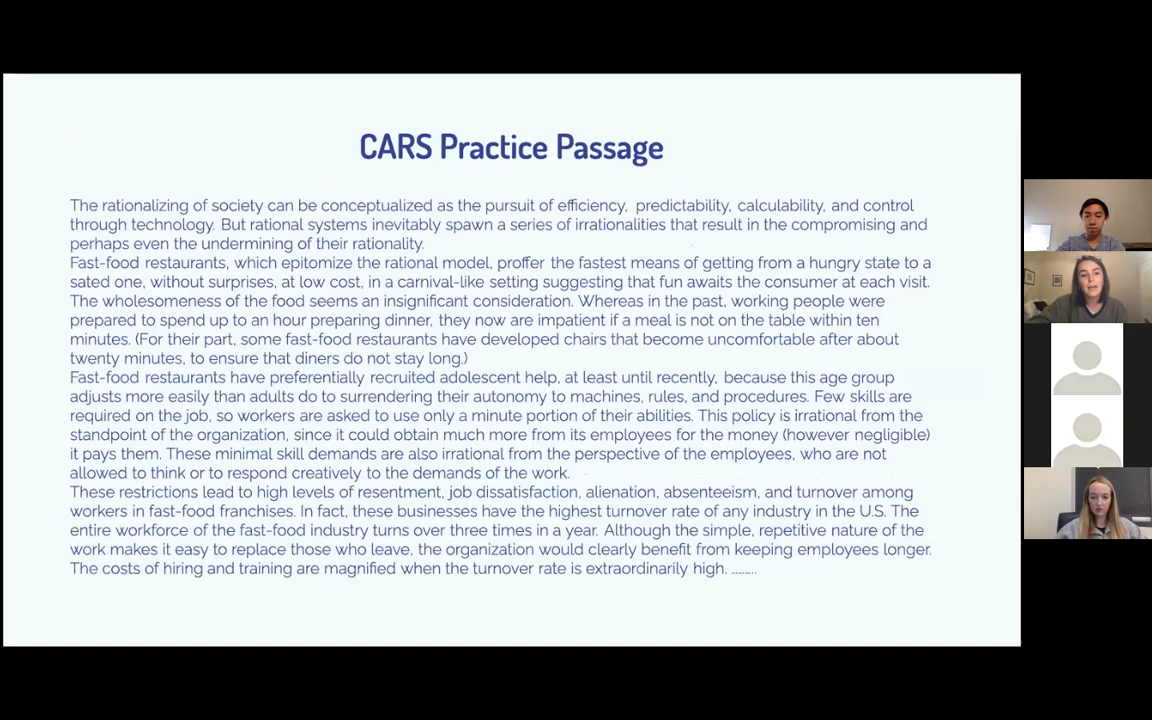 CARS Practice Passage
The rationalizing of society can be conceptualized as the pursuit of efficiency, predictability, calculability, and control
through technology. But rational systems inevitably spawn a series of irrationalities that result in the compromising and
perhaps even the undermining of their rationality.
Fast-food restaurants, which epitomize the rational model, proffer the fastest means of getting from a hungry state to a
sated one, without surprises, at low cost, in a carnival-like setting suggesting that fun awaits the consumer at each visit.
The wholesomeness of the food seems an insignificant consideration. Whereas in the past, working people were
prepared to spend up to an hour preparing dinner, they now are impatient if a meal is not on the table within ten
minutes. (For their part, some fast-food restaurants have developed chairs that become uncomfortable after about
twenty minutes, to ensure that diners do not stay long.)
Fast-food restaurants have preferentially recruited adolescent help, at least until recently, because this age group
adjusts more easily than adults do to surrendering their autonomy to machines, rules, and procedures. Few skills are
required on the job, so workers are asked to use only a minute portion of their abilities. This policy is irrational from the
standpoint of the organization, since it could obtain much more from its employees for the money (however negligible)
it pays them. These minimal skill demands are also irrational from the perspective of the employees, who are not
allowed to think or to respond creatively to the demands of the work.
These restrictions lead to high levels of resentment, job dissatisfaction, alienation, absenteeism, and turnover among
workers in fast-food franchises. In fact, these businesses have the highest turnover rate of any industry in the U.S. The
entire workforce of the fast-food industry turns over three times in a year. Although the simple, repetitive nature of the
work makes it easy to replace those who leave, the organization would clearly benefit from keeping employees longer.
The costs of hiring and training are magnified when the turnover rate is extraordinarily high. ..........